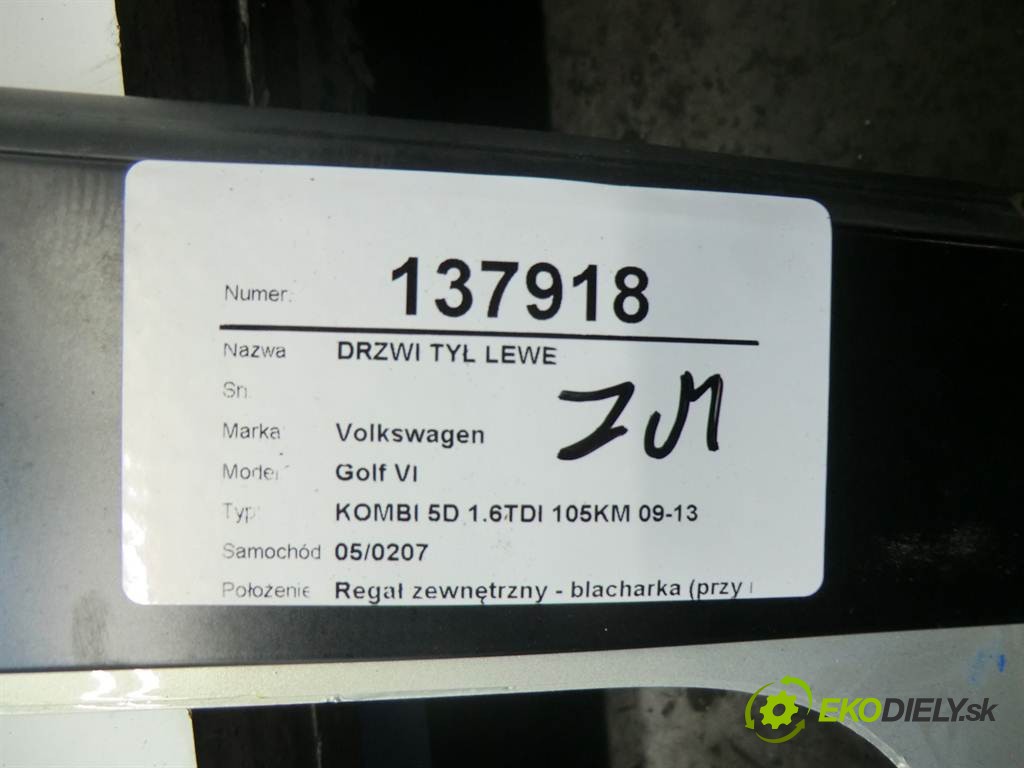 Numer: 137918
Nazwa DRZWI TYŁ LEWE
Sn.
Marka Volkswagen
Model Golf VI
Typ: KOMBI 5D 1.6TDI 105KM 09-13
Samochód 05/0207
Położenie Regał zewnętrzny - blacharka (przy
EKODIELY.sk